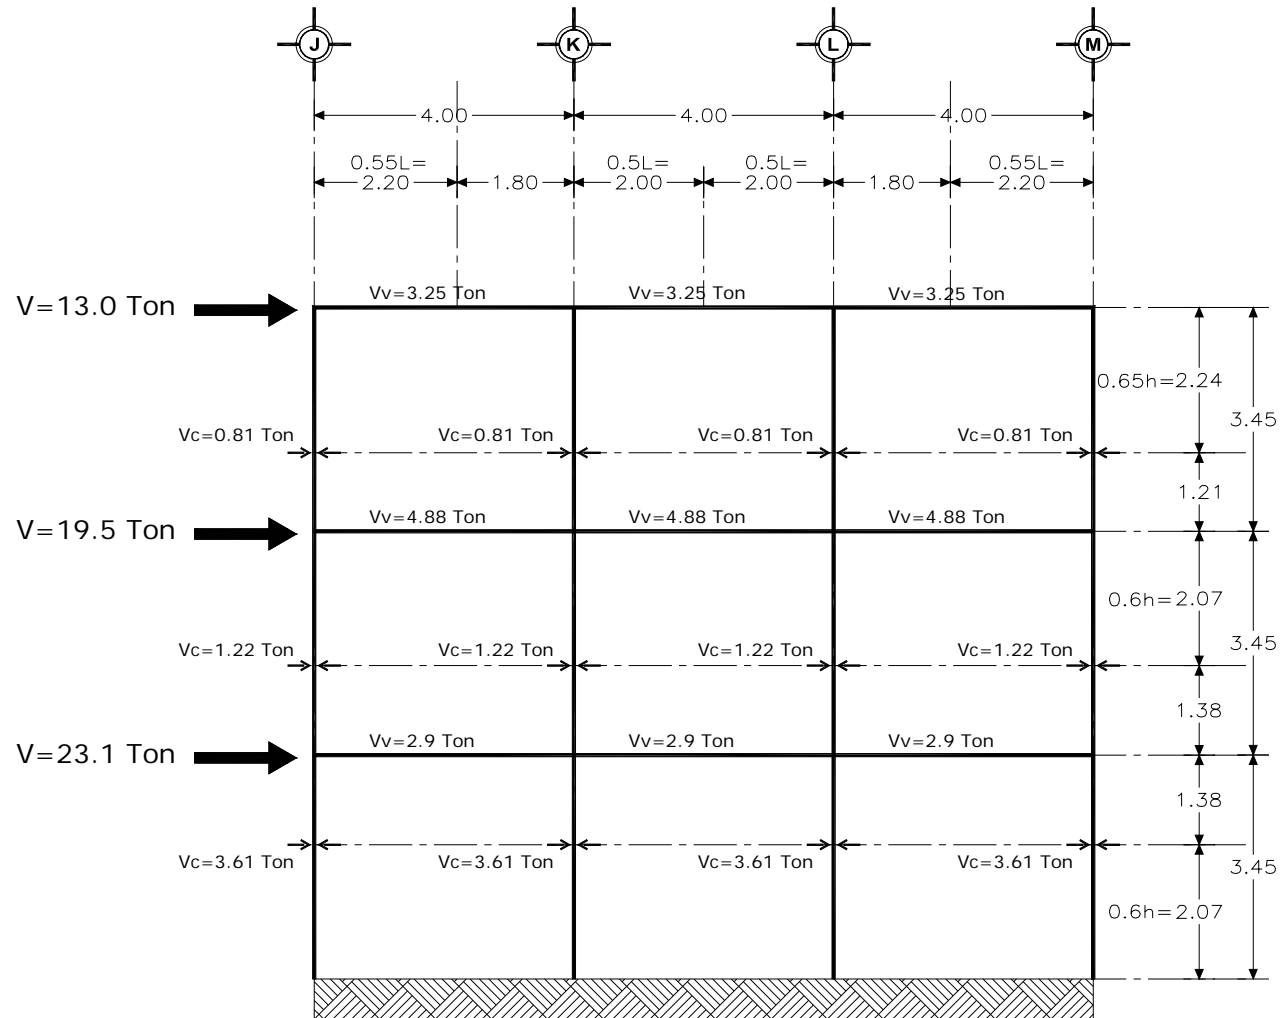 J K L M
4.00 4.00 4.00
0.55L= 0.5L= 0.5L= 0.55L=
2.20 1.80 2.00 2.00 1.80 2.20
Vv=3.25 Ton Vv=3.25 Ton Vv=3.25 Ton
V=13.0 Ton
0.65h=2.24
3.45
Vc=0.81 Ton Vc=0.81 Ton Vc=0.81 Ton Vc=0.81 Ton
1.21
Vv=4.88 Ton Vv=4.88 Ton Vv=4.88 Ton
V=19.5 Ton
0.6h=2.07
3.45
Vc=1.22 Ton Vc=1.22 Ton Vc=1.22 Ton Vc=1.22 Ton
1.38
Vv=2.9 Ton Vv=2.9 Ton Vv=2.9 Ton
V=23.1 Ton
1.38
Vc=3.61 Ton Vc=3.61 Ton Vc=3.61 Ton Vc=3.61 Ton
3.45
0.6h=2.07